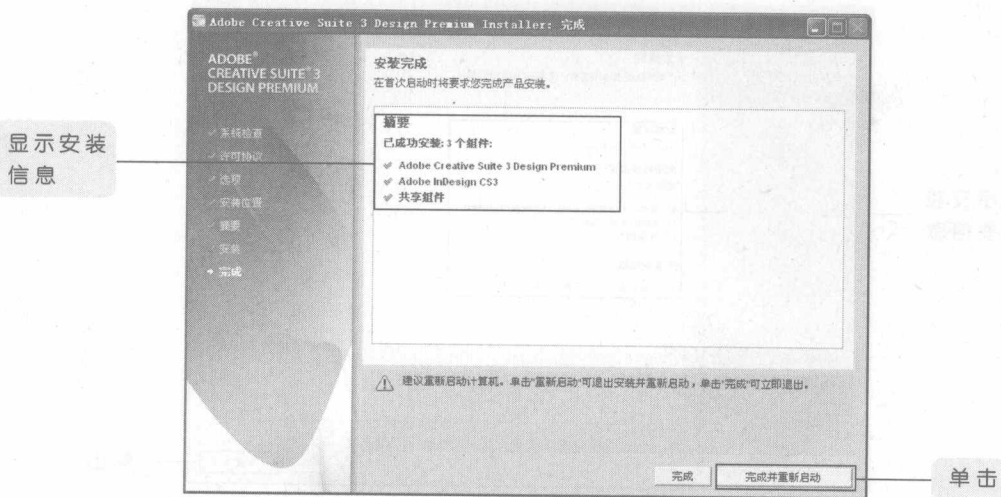 Adobe Creative Suite 3 Design Premium Installer: 完成
ADOBE®
CREATIVE SUITE® 3
DESIGN PREMIUM
系统检查
许可协议
选项
安装位置
摘要
安装
完成
安装完成
在首次启动时将要求您完成产品安装。
摘要
已成功安装: 3 个组件:
Adobe Creative Suite 3 Design Premium
Adobe InDesign CS3
共享组件
显示安装
信息
建议重新启动计算机。单击"重新启动"可退出安装并重新启动，单击"完成"可立即退出。
完成
完成并重新启动
单击